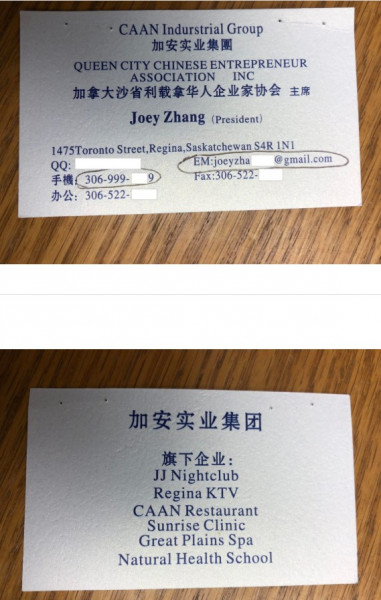 CAAN Indurstrial Group
加安实业集團
QUEEN CITY CHINESE ENTREPRENEUR
ASSOCIATION INC
加拿大沙省利载拿华人企业家协会 主席
Joey Zhang (President)
1475Toronto Street,Regina,Saskatchewan S4R 1N1
QQ: EM:joeyzha @gmail.com
手機: 306-999- 9 Fax:306-522-
办公: 306-522-
加安实业集团
旗下企业:
JJ Nightclub
Regina KTV
CAAN Restaurant
Sunrise Clinic
Great Plains Spa
Natural Health School